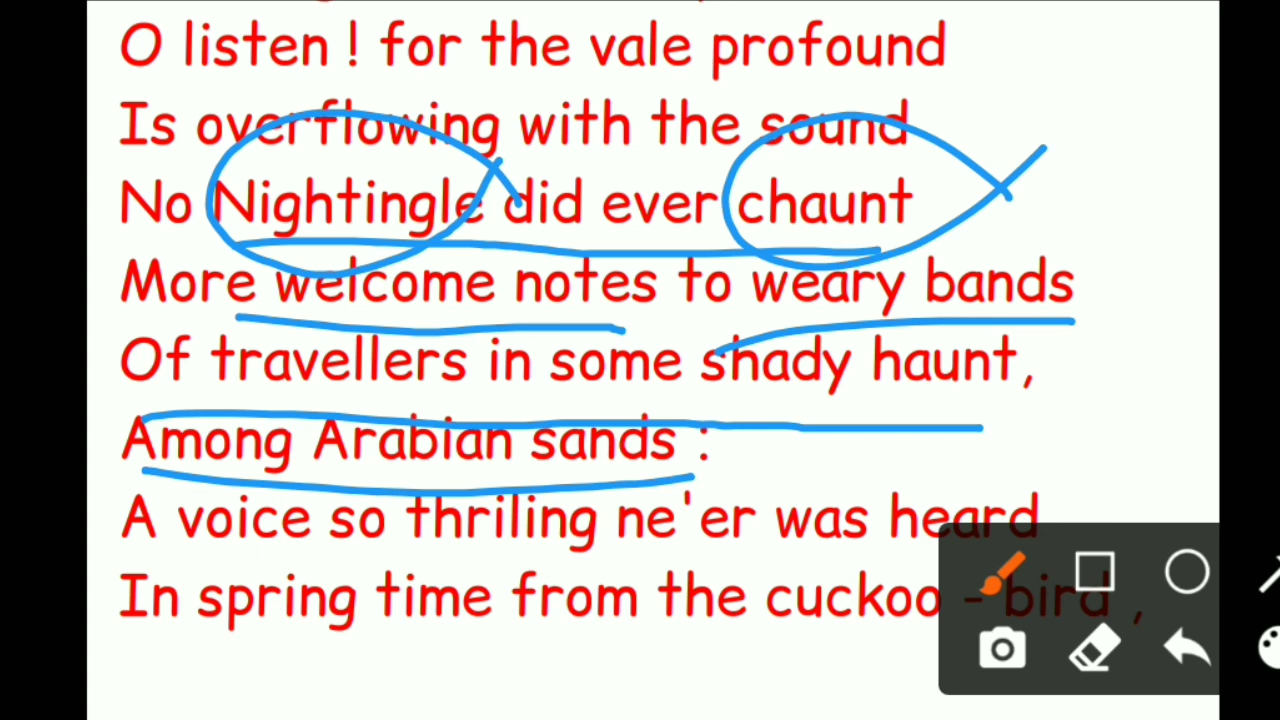 O listen ! for the vale profound
Is overflowing with the sound
No Nightingle did ever chaunt
More welcome notes to weary bands
Of travellers in some shady haunt,
Among Arabian sands :
A voice so thriling ne'er was heard
In spring time from the cuckoo - bird ,